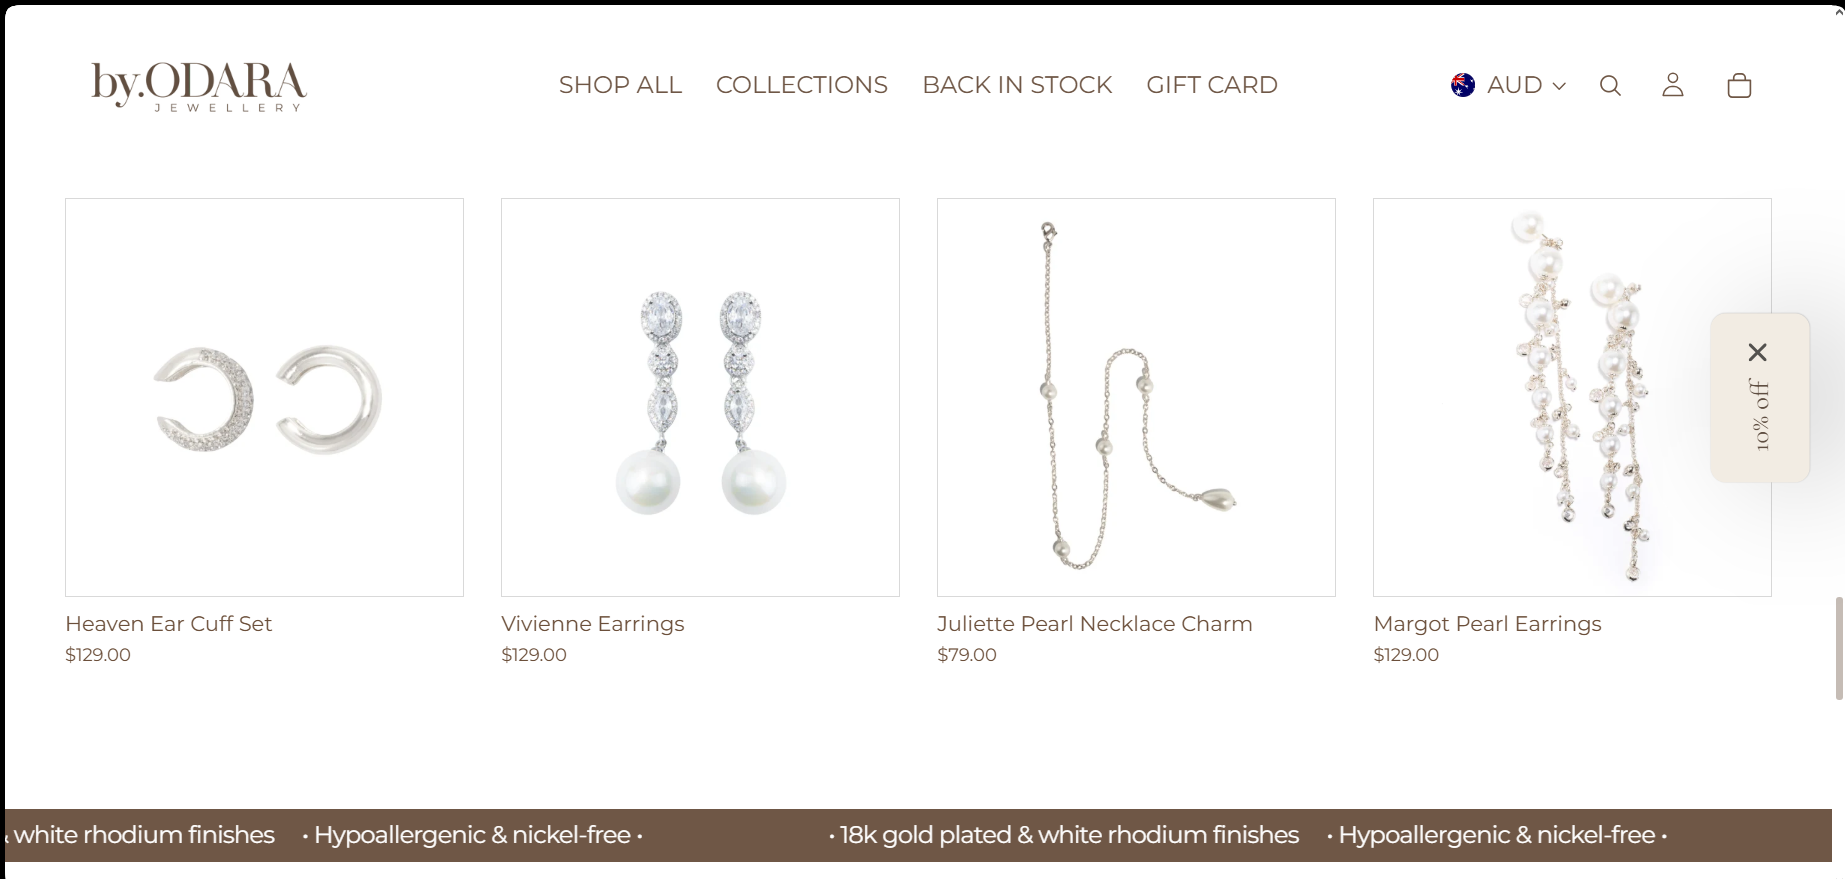 by.ODARA
JEWELLERY
SHOP ALL COLLECTIONS BACK IN STOCK GIFT CARD
AUD
10% off
Heaven Ear Cuff Set
$129.00
Vivienne Earrings
$129.00
Juliette Pearl Necklace Charm
$79.00
Margot Pearl Earrings
$129.00
& white rhodium finishes • Hypoallergenic & nickel-free • • 18k gold plated & white rhodium finishes • Hypoallergenic & nickel-free •